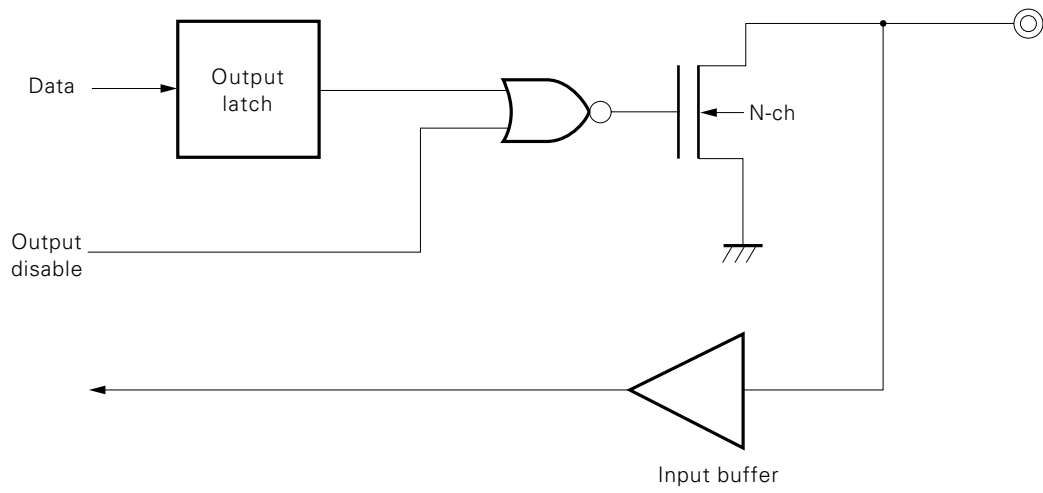 Data
Output
latch
N-ch
Output
disable
Input buffer